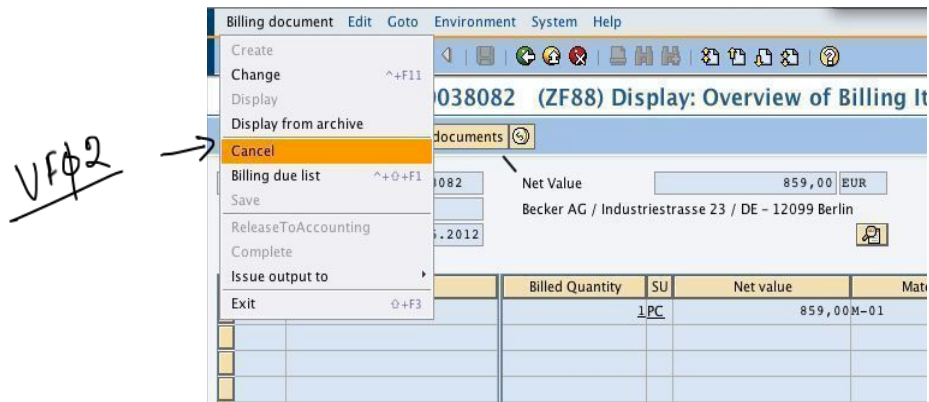 Billing document Edit Goto Environment System Help
Create
Change ^+F11
Display
038082 (ZF88) Display: Overview of Billing It
Display from archive
documents
VFØ2
Cancel
Billing due list ^+⇧+F1
8082 Net Value 859,00 EUR
Save
Becker AG / Industriestrasse 23 / DE – 12099 Berlin
ReleaseToAccounting
.2012
Complete
Issue output to
Billed Quantity SU Net value Mate
Exit ⇧+F3
1 PC 859,00 M-01